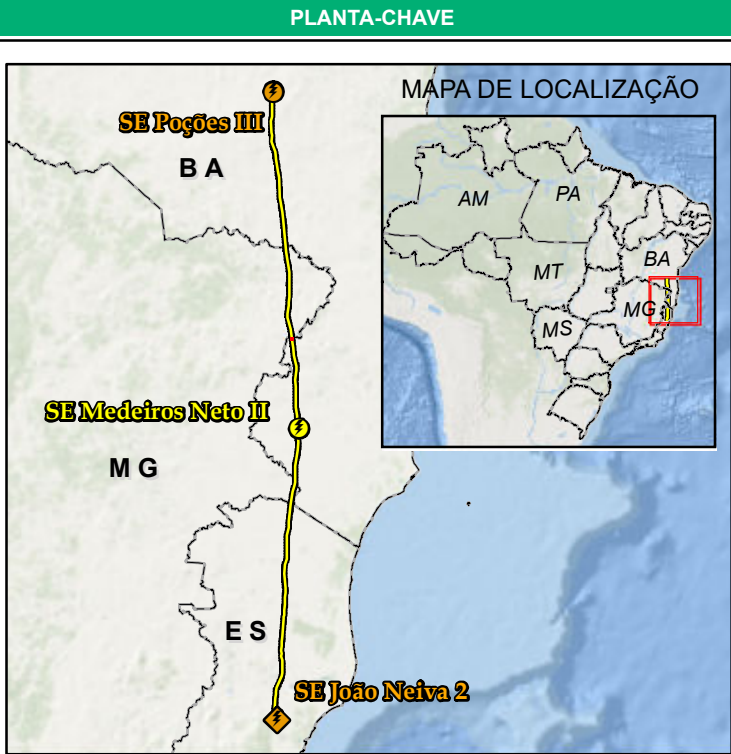 PLANTA-CHAVE
MAPA DE LOCALIZAÇÃO
SE Poções III
B A
AM
PA
BA
MT
MG
MS
SE Medeiros Neto II
M G
E S
SE João Neiva 2